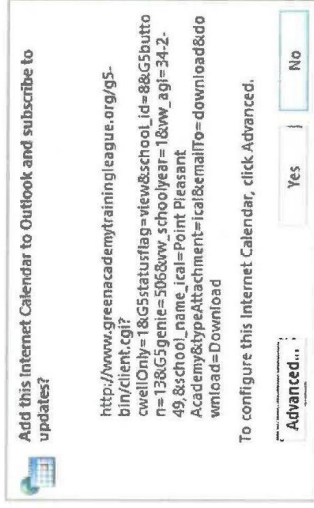 Add this Internet Calendar to Outlook and subscribe to
updates?
http://www.greenacademytrainingleague.org/g5-
bin/client.cgi?
cwellOnly=1&G5statusflag=view&school_id=8&G5butto
n=13&G5genie=506&vw_schoolyear=1&vw_agl=34-2-
49,&school_name_ical=Point Pleasant
Academy&typeAttachment=ical&emailTo=download&do
wnload=Download
To configure this Internet Calendar, click Advanced.
Advanced...
Yes
No